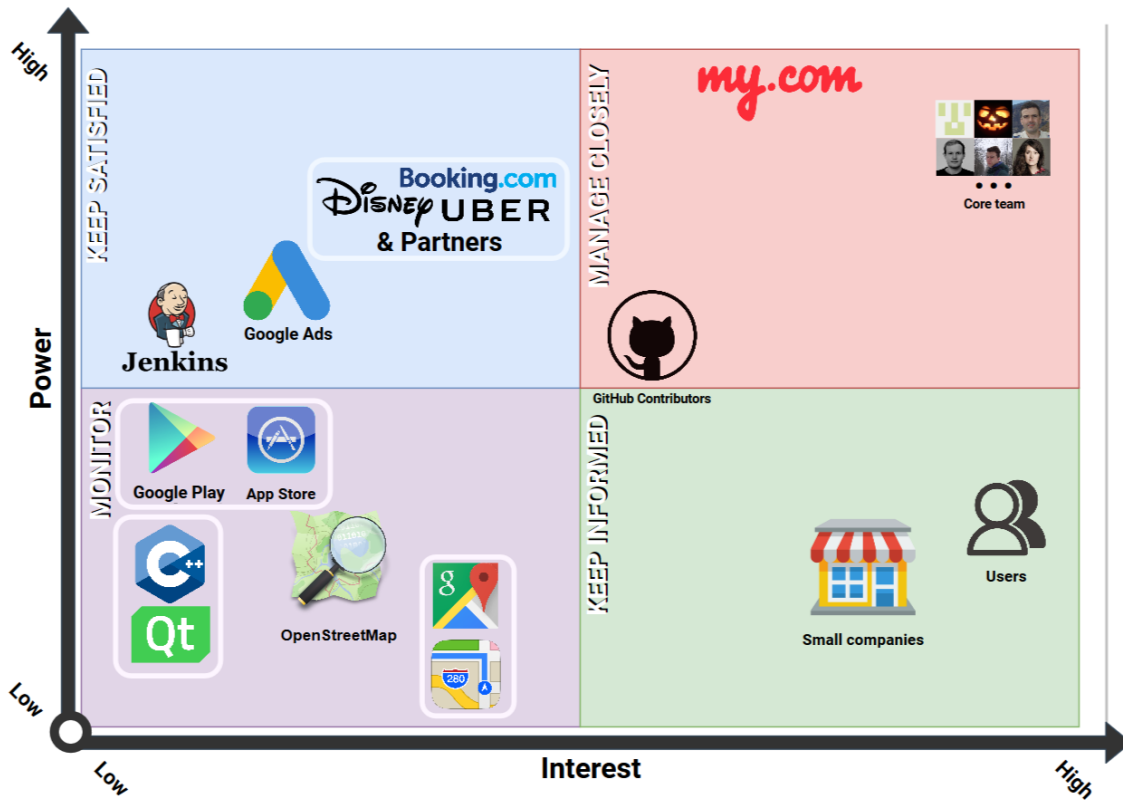 High
KEEP SATISFIED
Booking.com
DISNEY UBER
& Partners
Google Ads
Jenkins
MANAGE CLOSELY
my.com
Core team
GitHub Contributors
Power
MONITOR
Google Play
App Store
C++
Qt
OpenStreetMap
g
280
KEEP INFORMED
Small companies
Users
Low
Low
Interest
High